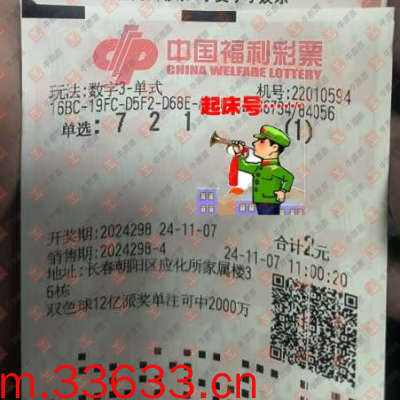 中国福利彩票
CHINA WELFARE LOTTERY
玩法:数字3-单式 机号:22010594
16BC-19FC-D5F2-D68E- /84056
起床号
单选: 7 2 1 (1)
开奖期:2024298 24-11-07 合计2元
销售期:2024298-4 24-11-07 11:00:20
地址:长春朝阳区应化所家属楼3
6栋
双色球12亿派奖单注可中2000万
m.33633.cn